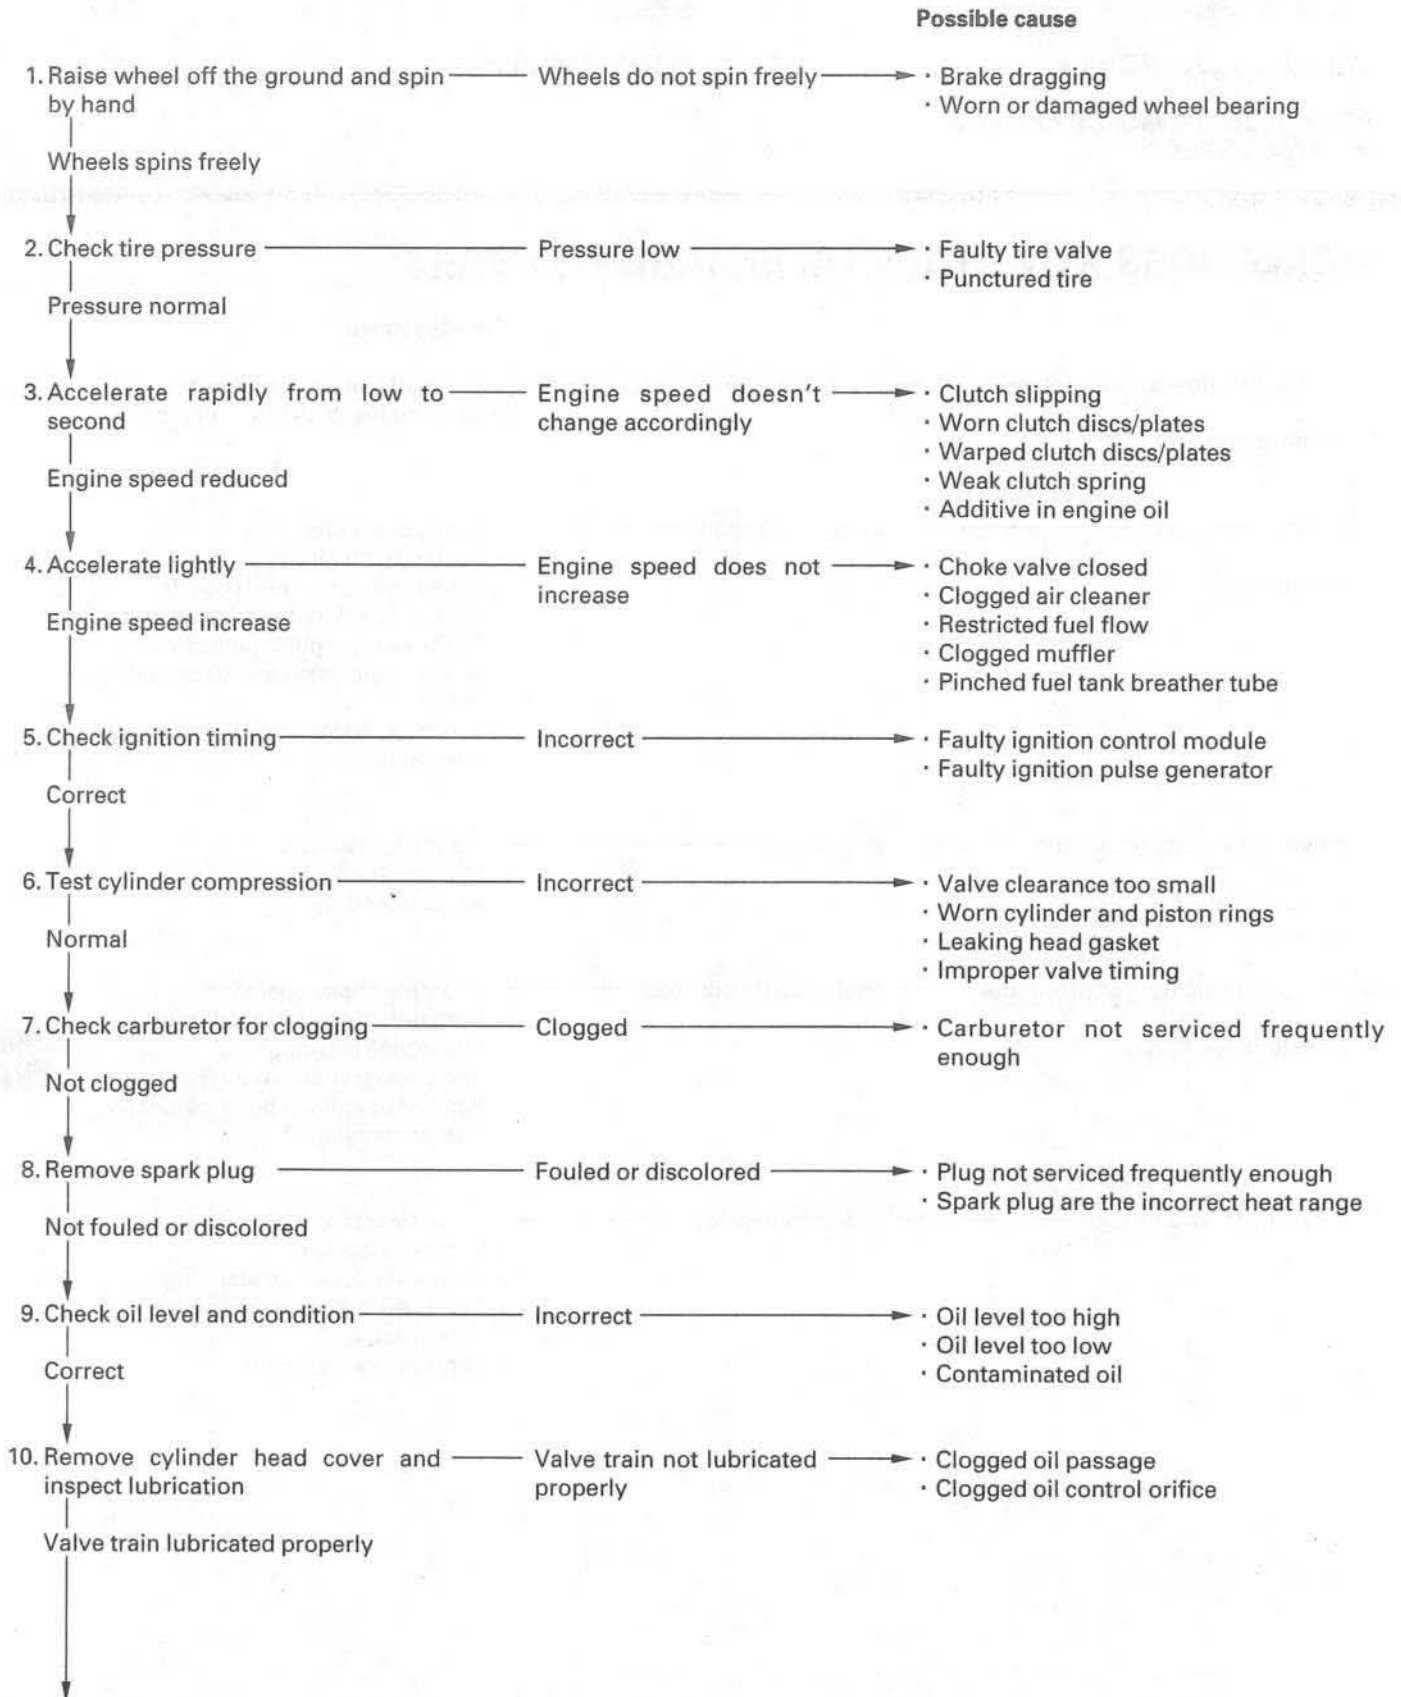 Possible cause
1. Raise wheel off the ground and spin by hand
Wheels do not spin freely
· Brake dragging
· Worn or damaged wheel bearing
Wheels spins freely
2. Check tire pressure
Pressure low
· Faulty tire valve
· Punctured tire
Pressure normal
3. Accelerate rapidly from low to second
Engine speed doesn't change accordingly
· Clutch slipping
· Worn clutch discs/plates
· Warped clutch discs/plates
· Weak clutch spring
· Additive in engine oil
Engine speed reduced
4. Accelerate lightly
Engine speed does not increase
· Choke valve closed
· Clogged air cleaner
· Restricted fuel flow
· Clogged muffler
· Pinched fuel tank breather tube
Engine speed increase
5. Check ignition timing
Incorrect
· Faulty ignition control module
· Faulty ignition pulse generator
Correct
6. Test cylinder compression
Incorrect
· Valve clearance too small
· Worn cylinder and piston rings
· Leaking head gasket
· Improper valve timing
Normal
7. Check carburetor for clogging
Clogged
· Carburetor not serviced frequently enough
Not clogged
8. Remove spark plug
Fouled or discolored
· Plug not serviced frequently enough
· Spark plug are the incorrect heat range
Not fouled or discolored
9. Check oil level and condition
Incorrect
· Oil level too high
· Oil level too low
· Contaminated oil
Correct
10. Remove cylinder head cover and inspect lubrication
Valve train not lubricated properly
· Clogged oil passage
· Clogged oil control orifice
Valve train lubricated properly